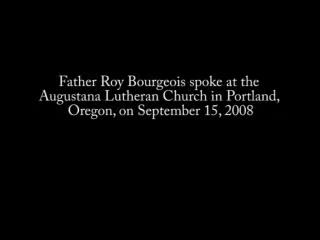 Father Roy Bourgeois spoke at the
Augustana Lutheran Church in Portland,
Oregon, on September 15, 2008